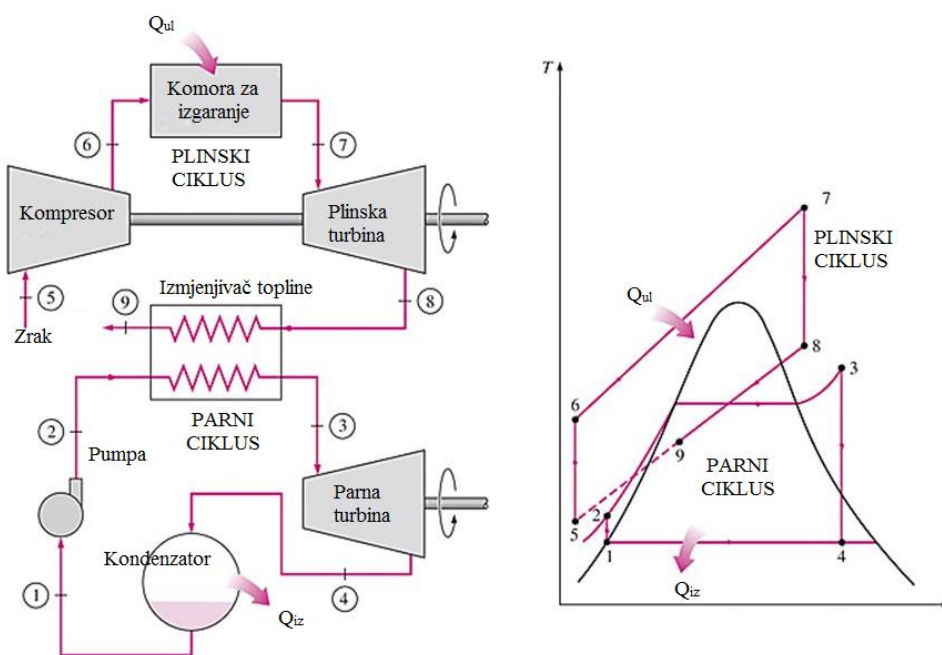 Qul
Komora za
izgaranje
6
7
PLINSKI
CIKLUS
Kompresor
Plinska
turbina
5
Zrak
9
Izmjenjivač topline
8
2
PARNI
CIKLUS
3
Pumpa
Parna
turbina
Kondenzator
1
Qiz
4
T
7
PLINSKI
CIKLUS
Qul
8
3
6
9
PARNI
CIKLUS
5
2
1
4
Qiz